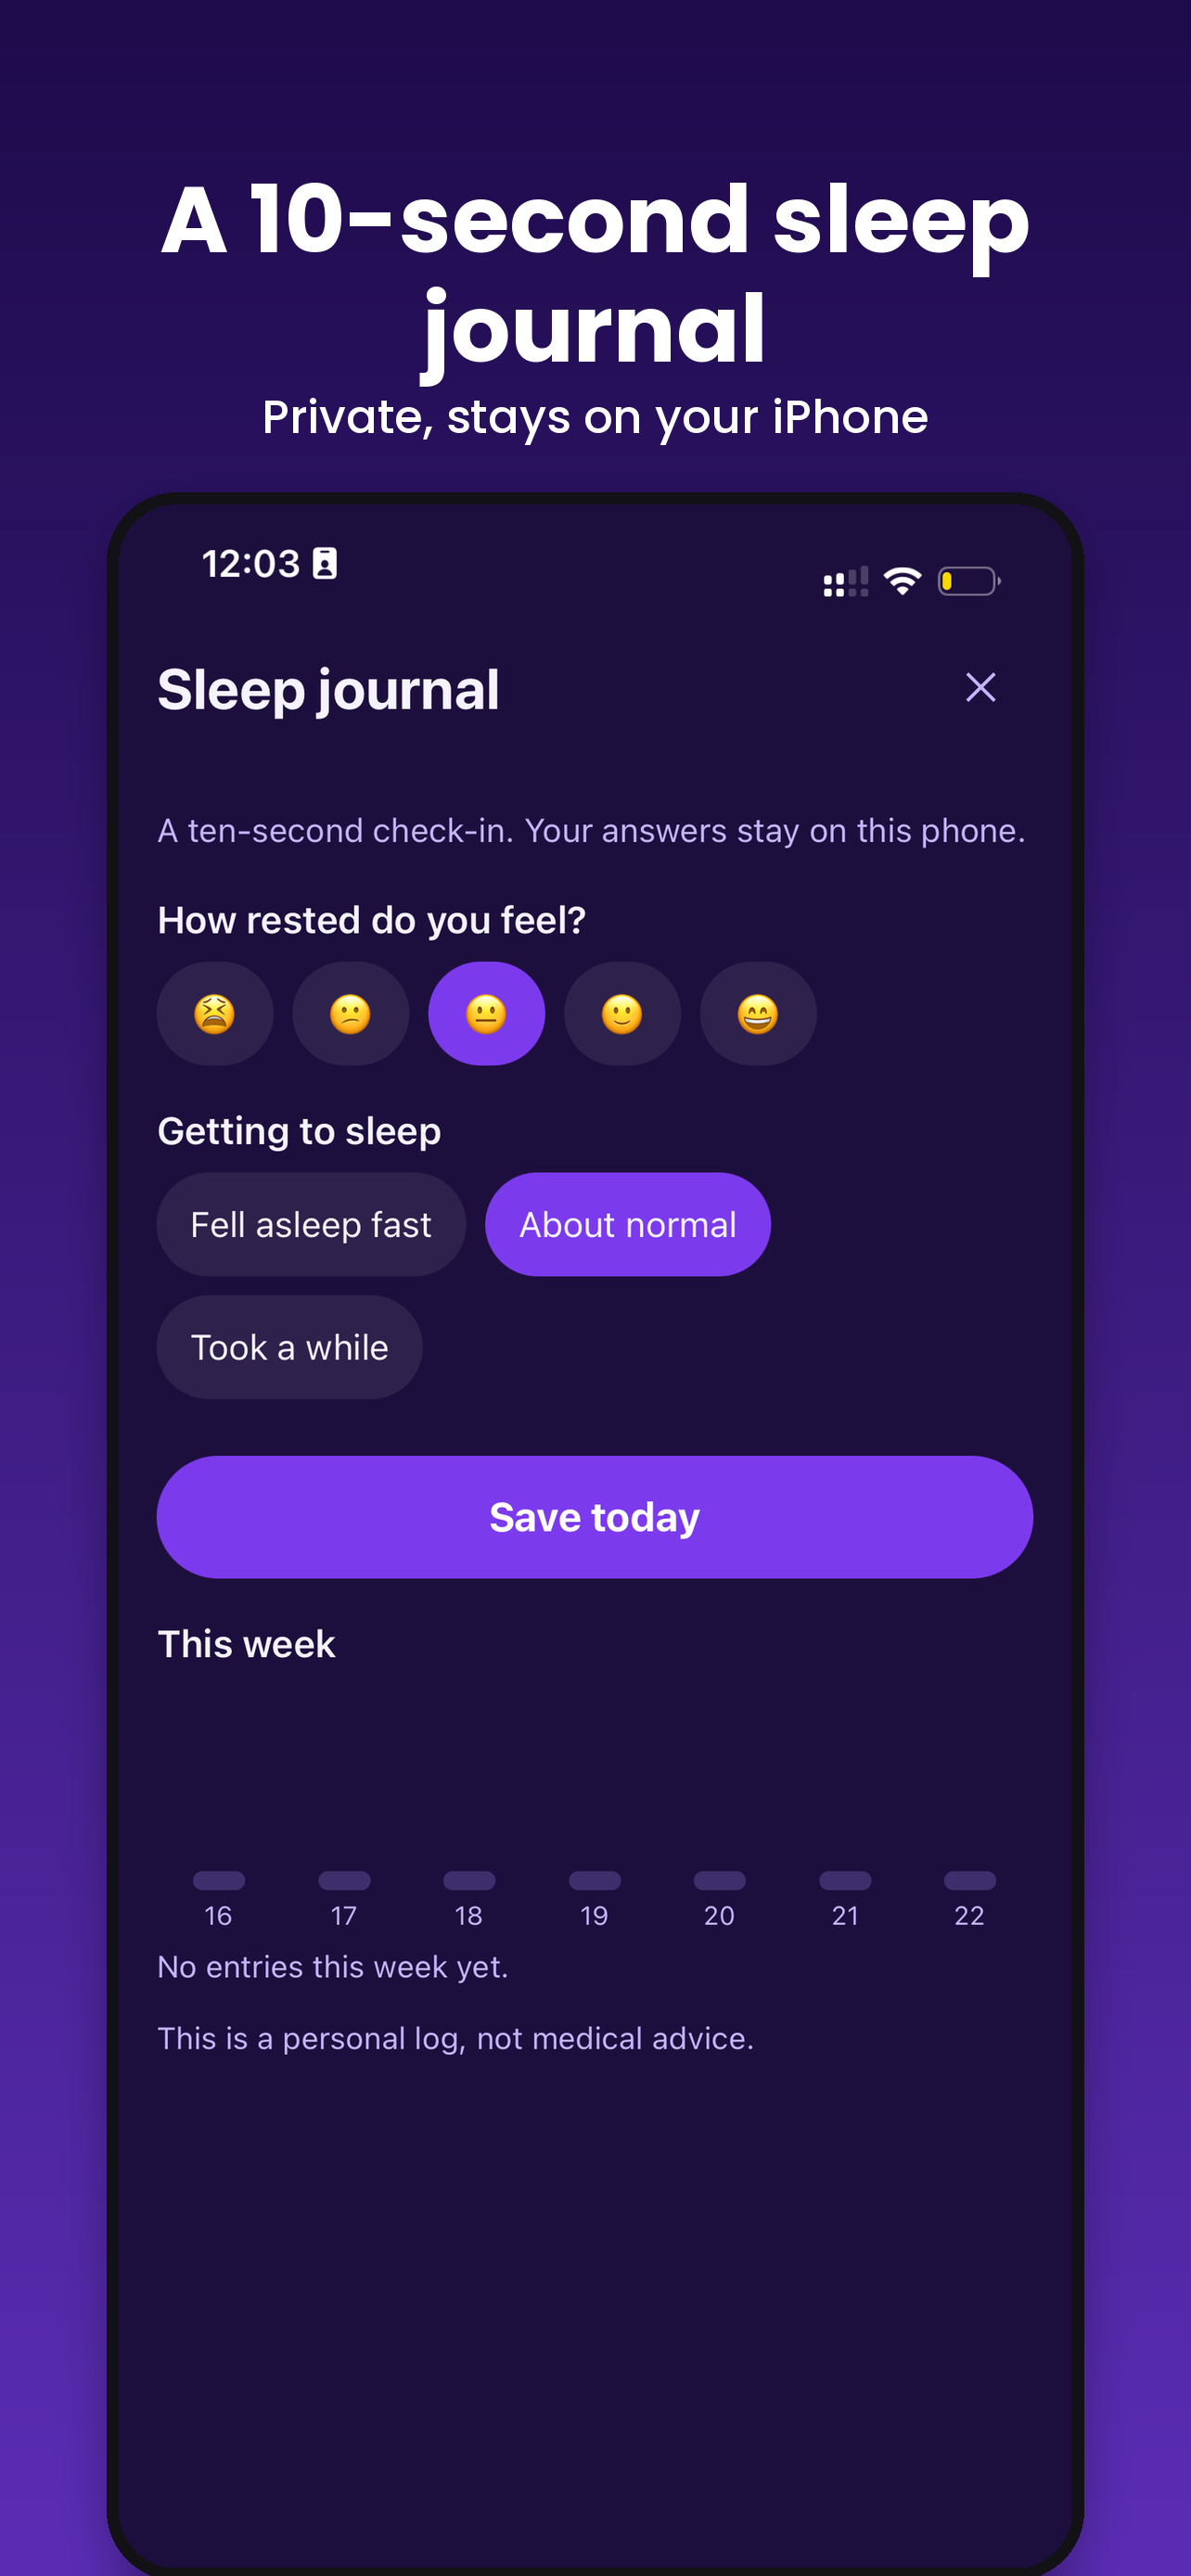 A 10-second sleep
journal
Private, stays on your iPhone
12:03
Sleep journal
A ten-second check-in. Your answers stay on this phone.
How rested do you feel?
Getting to sleep
Fell asleep fast
About normal
Took a while
Save today
This week
16 17 18 19 20 21 22
No entries this week yet.
This is a personal log, not medical advice.